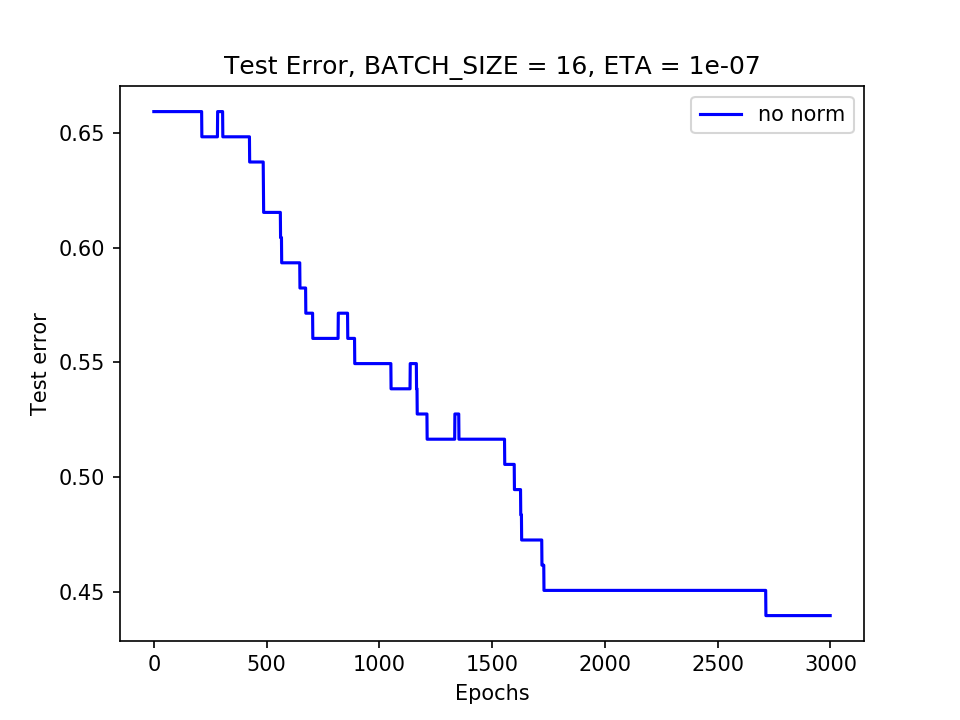 Test Error, BATCH_SIZE = 16, ETA = 1e-07
no norm
Test error
0.65
0.60
0.55
0.50
0.45
0 500 1000 1500 2000 2500 3000
Epochs